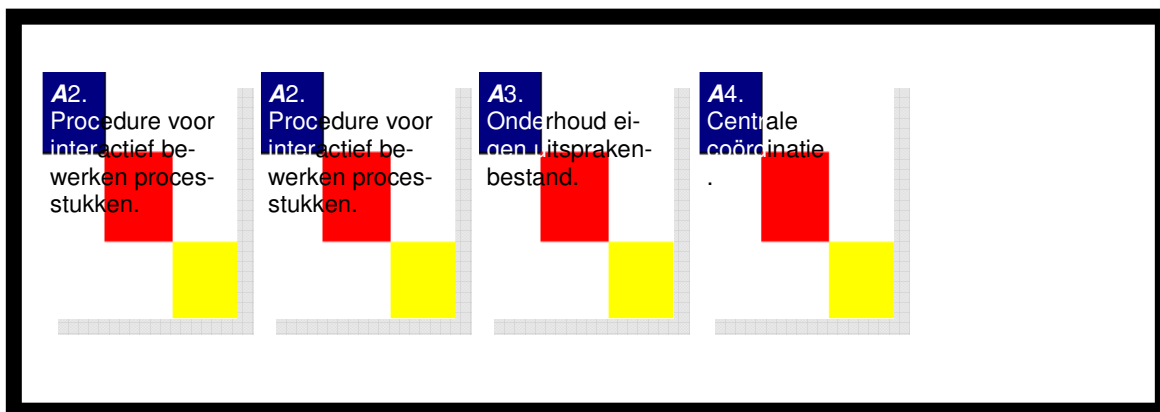 A2.
Procedure voor
interactief be-
werken proces-
stukken.
A2.
Procedure voor
interactief be-
werken proces-
stukken.
A3.
Onderhoud ei-
gen uitspraken-
bestand.
A4.
Centrale
coördinatie
.